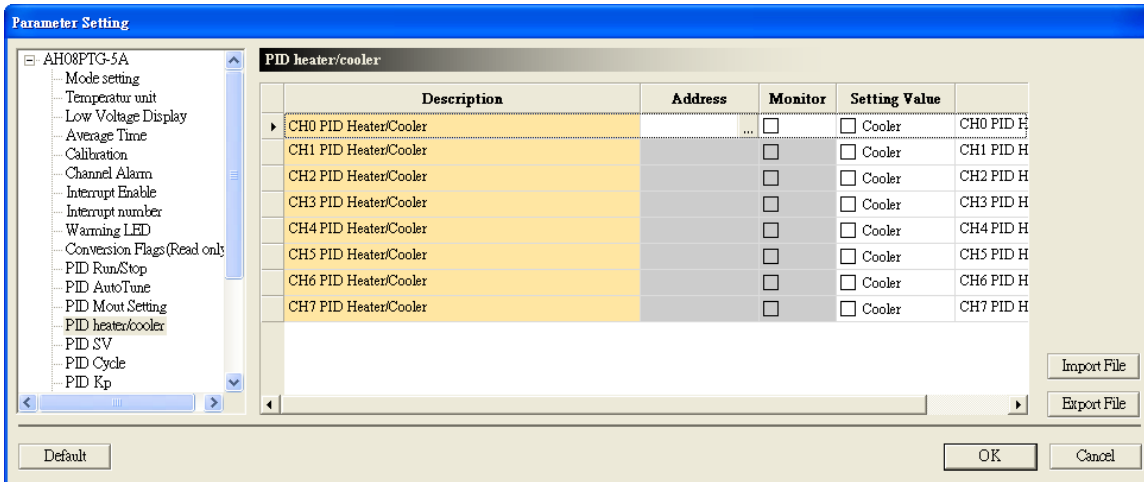 Parameter Setting
AH08PTG-5A
Mode setting
Temperatur unit
Low Voltage Display
Average Time
Calibration
Channel Alarm
Interrupt Enable
Interrupt number
Warming LED
Conversion Flags(Read only
PID Run/Stop
PID AutoTune
PID Mout Setting
PID heater/cooler
PID SV
PID Cycle
PID Kp
PID heater/cooler
Description Address Monitor Setting Value
CH0 PID Heater/Cooler ... Cooler CH0 PID H
CH1 PID Heater/Cooler Cooler CH1 PID H
CH2 PID Heater/Cooler Cooler CH2 PID H
CH3 PID Heater/Cooler Cooler CH3 PID H
CH4 PID Heater/Cooler Cooler CH4 PID H
CH5 PID Heater/Cooler Cooler CH5 PID H
CH6 PID Heater/Cooler Cooler CH6 PID H
CH7 PID Heater/Cooler Cooler CH7 PID H
Import File
Export File
Default OK Cancel